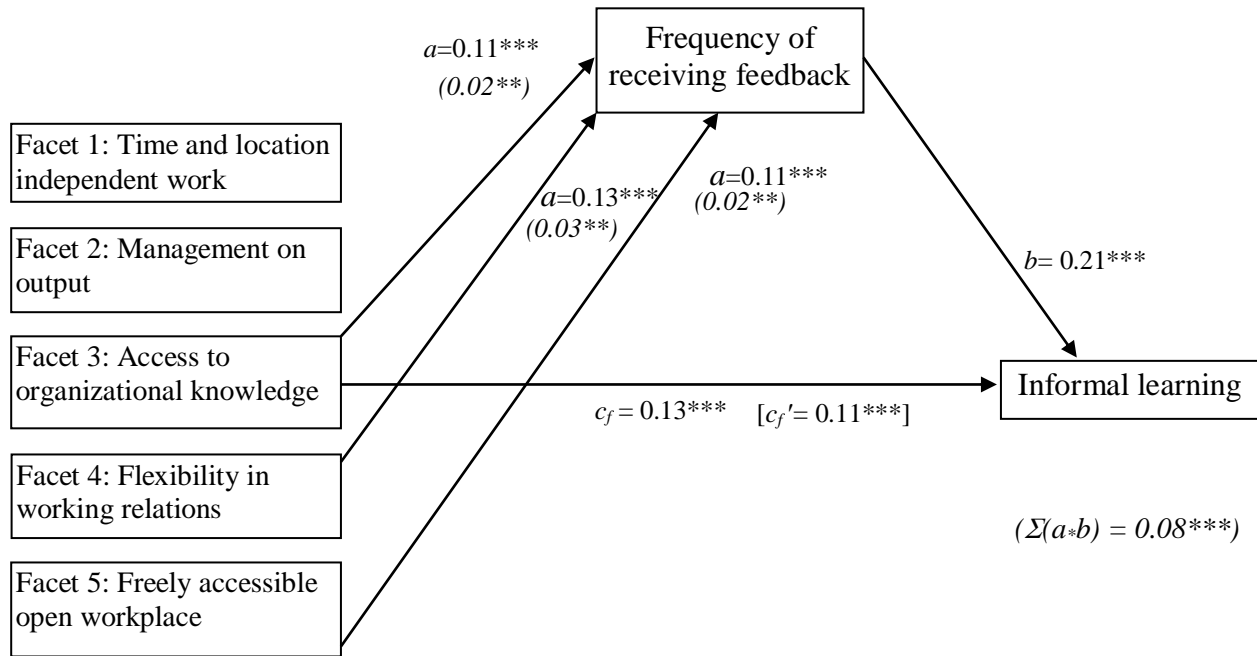 Frequency of
receiving feedback
a=0.11***
(0.02**)
Facet 1: Time and location
independent work
a=0.13***
(0.03**)
a=0.11***
(0.02**)
Facet 2: Management on
output
b= 0.21***
Facet 3: Access to
organizational knowledge
Informal learning
c_f = 0.13*** [c_f'= 0.11***]
Facet 4: Flexibility in
working relations
(Σ(a*b) = 0.08***)
Facet 5: Freely accessible
open workplace